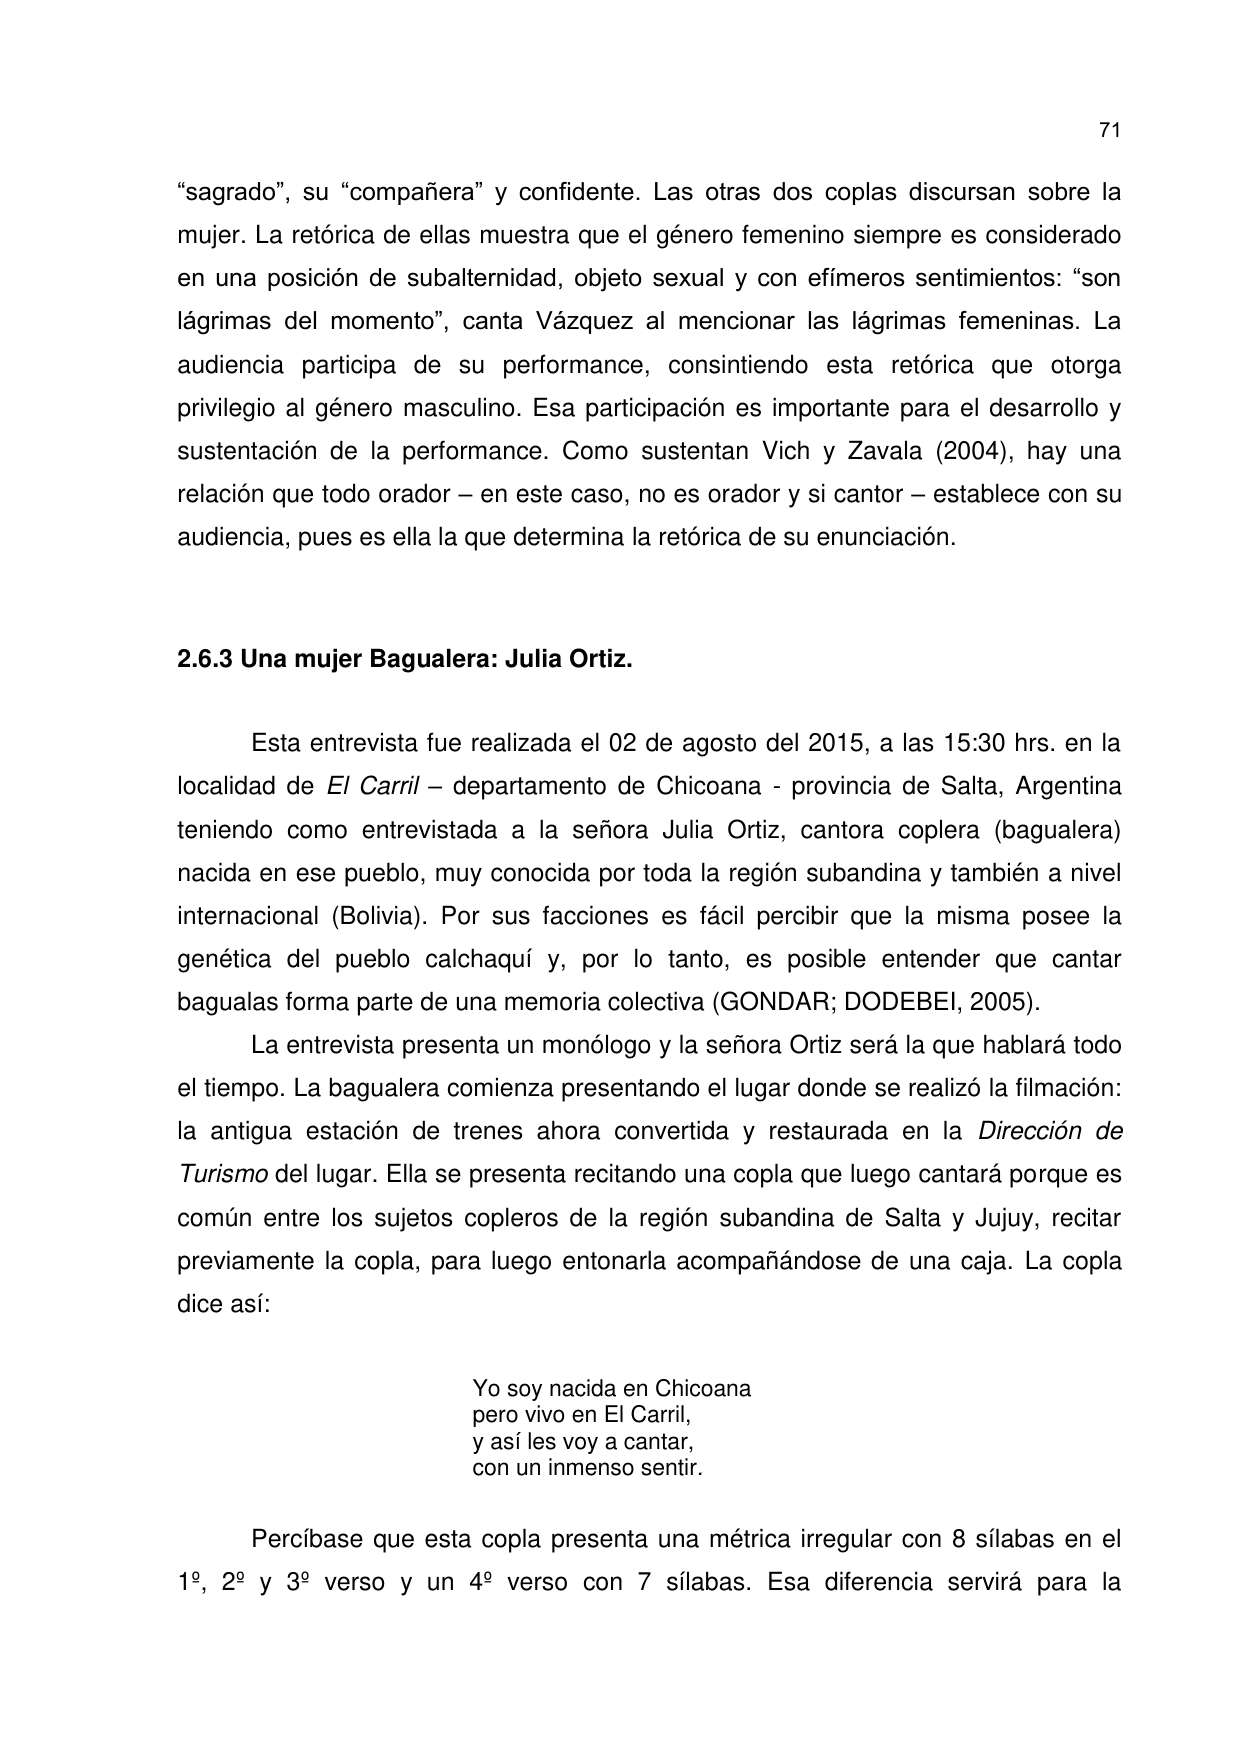 71
“sagrado”, su “compañera” y confidente. Las otras dos coplas discursan sobre la
mujer. La retórica de ellas muestra que el género femenino siempre es considerado
en una posición de subalternidad, objeto sexual y con efímeros sentimientos: “son
lágrimas del momento”, canta Vázquez al mencionar las lágrimas femeninas. La
audiencia participa de su performance, consintiendo esta retórica que otorga
privilegio al género masculino. Esa participación es importante para el desarrollo y
sustentación de la performance. Como sustentan Vich y Zavala (2004), hay una
relación que todo orador – en este caso, no es orador y si cantor – establece con su
audiencia, pues es ella la que determina la retórica de su enunciación.
2.6.3 Una mujer Bagualera: Julia Ortiz.
Esta entrevista fue realizada el 02 de agosto del 2015, a las 15:30 hrs. en la
localidad de El Carril – departamento de Chicoana - provincia de Salta, Argentina
teniendo como entrevistada a la señora Julia Ortiz, cantora coplera (bagualera)
nacida en ese pueblo, muy conocida por toda la región subandina y también a nivel
internacional (Bolivia). Por sus facciones es fácil percibir que la misma posee la
genética del pueblo calchaquí y, por lo tanto, es posible entender que cantar
bagualas forma parte de una memoria colectiva (GONDAR; DODEBEI, 2005).
La entrevista presenta un monólogo y la señora Ortiz será la que hablará todo
el tiempo. La bagualera comienza presentando el lugar donde se realizó la filmación:
la antigua estación de trenes ahora convertida y restaurada en la Dirección de
Turismo del lugar. Ella se presenta recitando una copla que luego cantará porque es
común entre los sujetos copleros de la región subandina de Salta y Jujuy, recitar
previamente la copla, para luego entonarla acompañándose de una caja. La copla
dice así:
Yo soy nacida en Chicoana
pero vivo en El Carril,
y así les voy a cantar,
con un inmenso sentir.
Percíbase que esta copla presenta una métrica irregular con 8 sílabas en el
1º, 2º y 3º verso y un 4º verso con 7 sílabas. Esa diferencia servirá para la